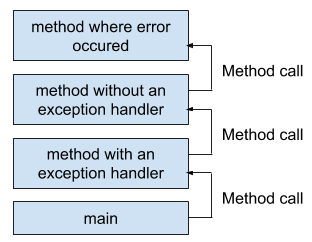 method where error
occured
Method call
method without an
exception handler
Method call
method with an
exception handler
Method call
main